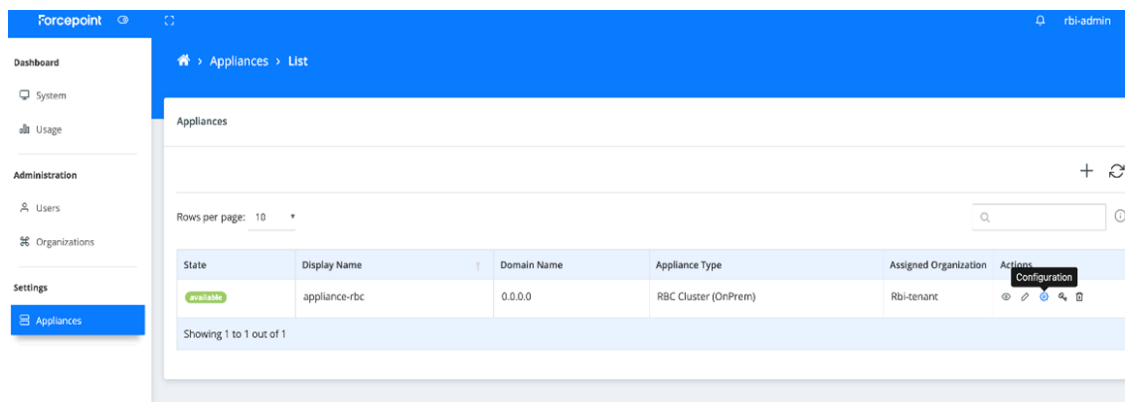 Forcepoint
rbi-admin
Dashboard
System
Usage
Administration
Users
Organizations
Settings
Appliances
Appliances > List
Appliances
Rows per page: 10
State Display Name Domain Name Appliance Type Assigned Organization Actions
Configuration
available appliance-rbc 0.0.0.0 RBC Cluster (OnPrem) Rbi-tenant
Showing 1 to 1 out of 1